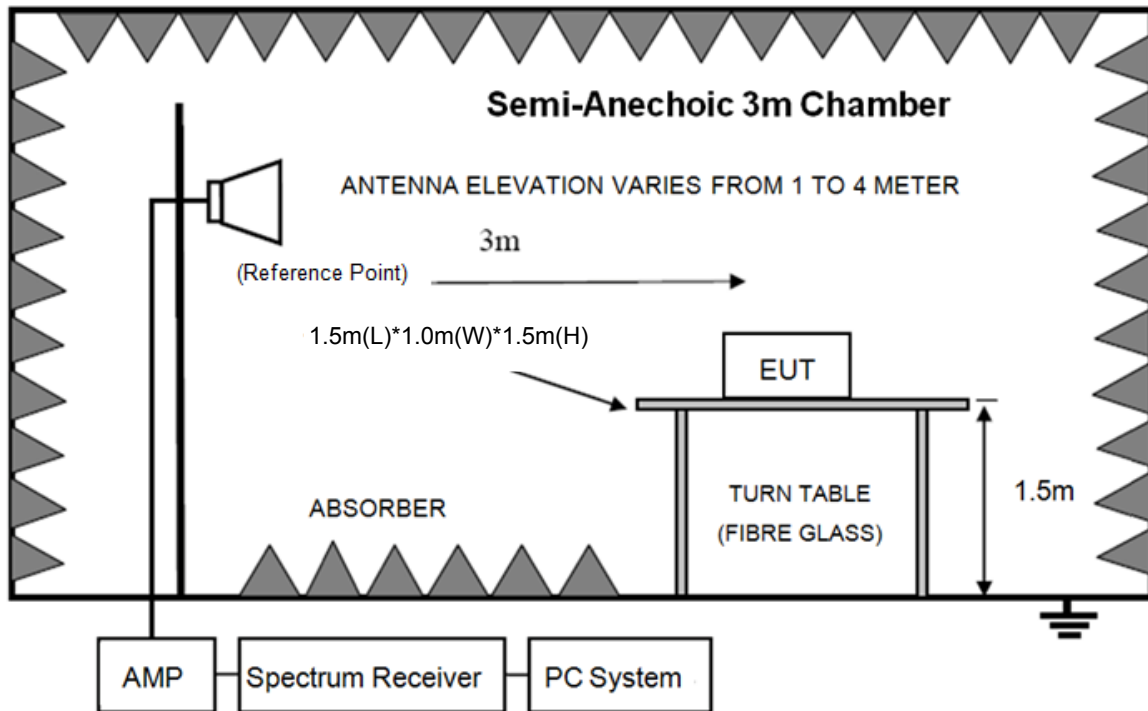 Semi-Anechoic 3m Chamber
ANTENNA ELEVATION VARIES FROM 1 TO 4 METER
3m
(Reference Point)
1.5m(L)*1.0m(W)*1.5m(H)
EUT
ABSORBER
TURN TABLE
(FIBRE GLASS)
1.5m
AMP
Spectrum Receiver
PC System